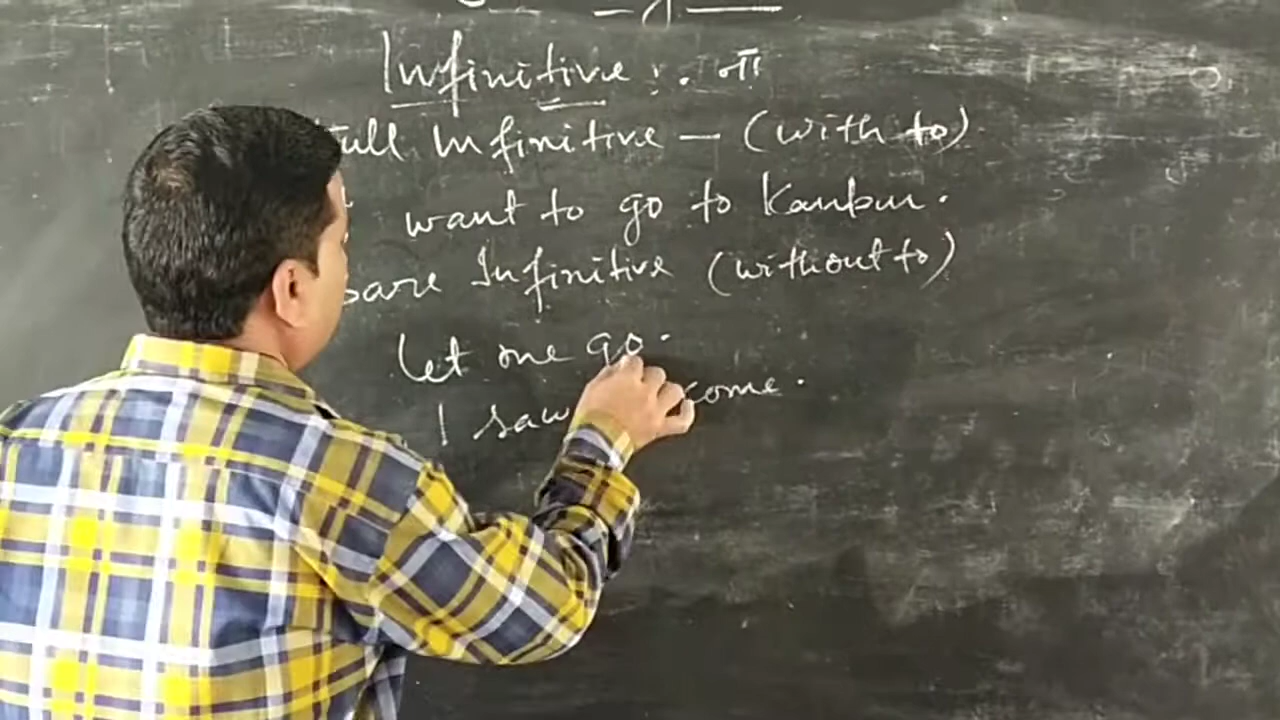 Infinitive :. ना
Full Infinitive – (with to)
want to go to Kanpur.
Bare Infinitive (without to)
Let me go.
I saw come.